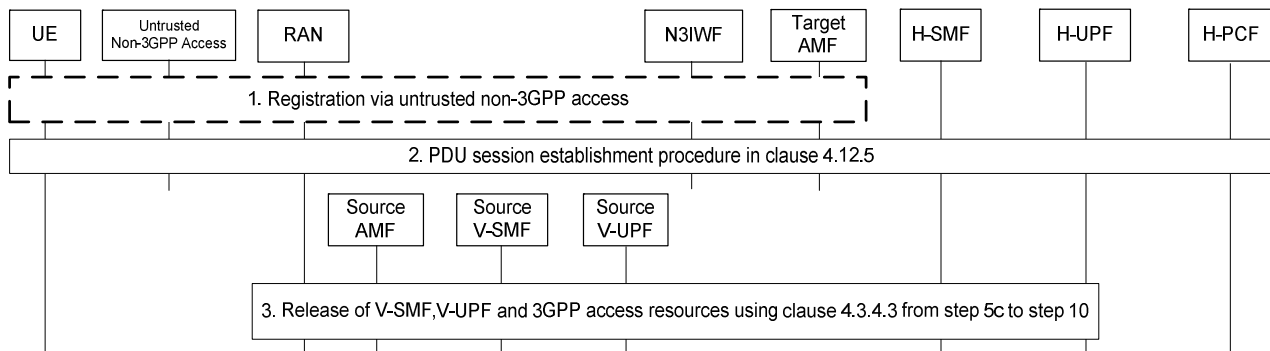 UE
Untrusted
Non-3GPP Access
RAN
N3IWF
Target
AMF
H-SMF
H-UPF
H-PCF
1. Registration via untrusted non-3GPP access
2. PDU session establishment procedure in clause 4.12.5
Source
AMF
Source
V-SMF
Source
V-UPF
3. Release of V-SMF,V-UPF and 3GPP access resources using clause 4.3.4.3 from step 5c to step 10